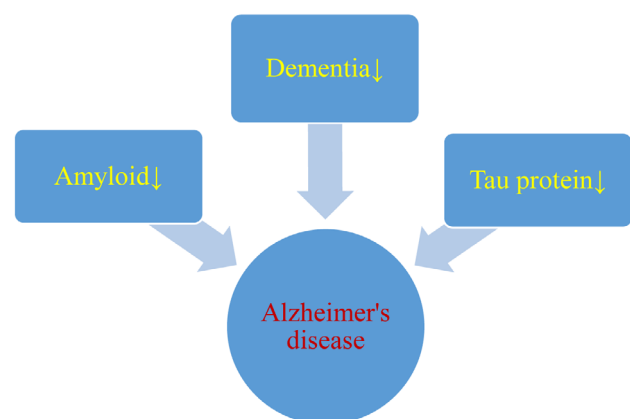 Dementia↓
Amyloid↓
Tau protein↓
Alzheimer's
disease